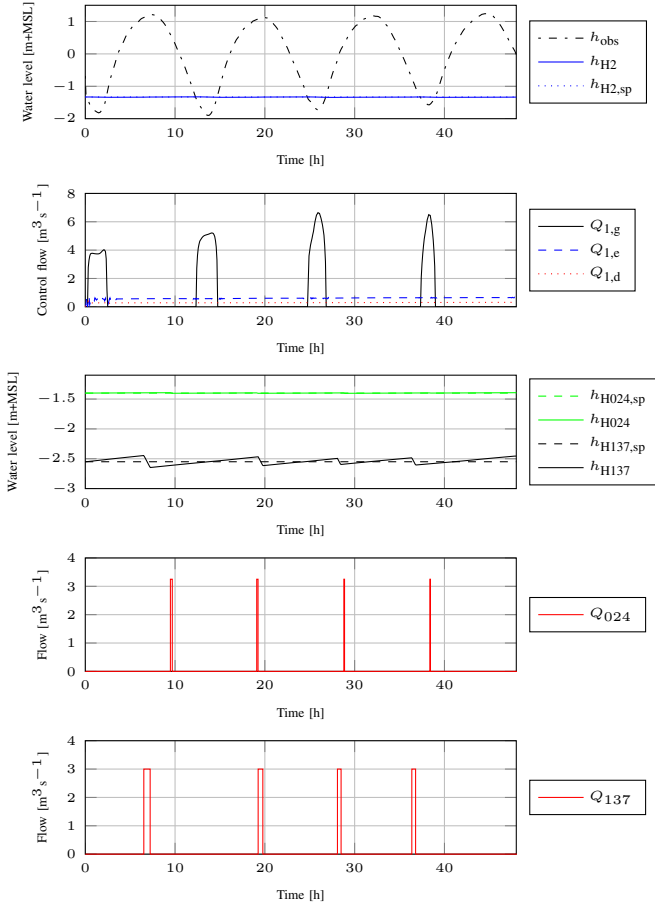 1
0
−1
−2
Water level [m+MSL]
0 10 20 30 40
Time [h]
h_obs
h_H2
h_H2,sp
8
6
4
2
0
Control flow [m³ s⁻¹]
0 10 20 30 40
Time [h]
Q_1,g
Q_1,e
Q_1,d
−1.5
−2
−2.5
−3
Water level [m+MSL]
0 10 20 30 40
Time [h]
h_H024,sp
h_H024
h_H137,sp
h_H137
4
3
2
1
0
Flow [m³ s⁻¹]
0 10 20 30 40
Time [h]
Q_024
4
3
2
1
0
Flow [m³ s⁻¹]
0 10 20 30 40
Time [h]
Q_137